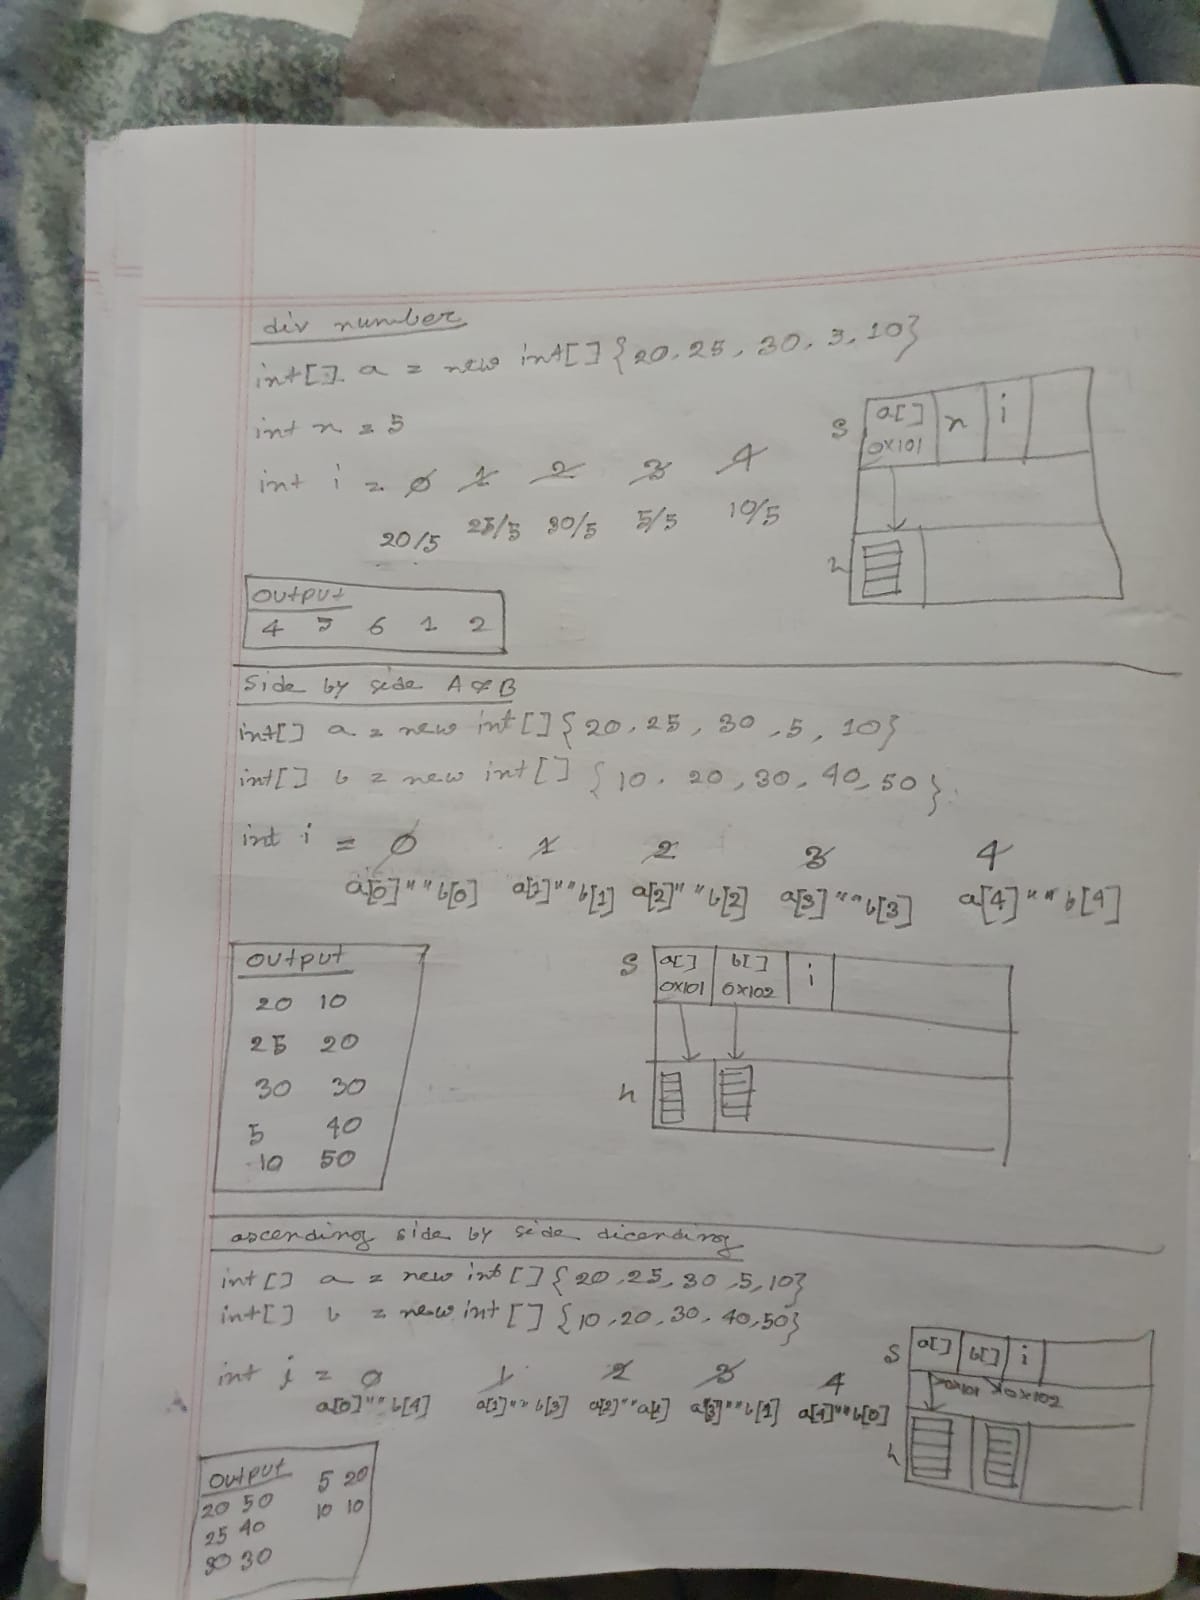 div number
int[] a = new int[] {20, 25, 30, 3, 10}
int n = 5
int i = 0 1 2 3 4
20/5 25/5 30/5 5/5 10/5
S a[] n i
0x101
h
output
4 5 6 1 2
Side by side A & B
int[] a = new int[] {20, 25, 30, 5, 10}
int[] b = new int[] {10, 20, 30, 40, 50}.
int i = 0 1 2 3 4
a[0]" "b[0] a[1]" "b[1] a[2]" "b[2] a[3]" "b[3] a[4]" "b[4]
output
20 10
25 20
30 30
5 40
10 50
S a[] b[] i
0x101 0x102
h
ascending side by side dicending
int[] a = new int[] {20, 25, 30, 5, 10}
int[] b = new int[] {10, 20, 30, 40, 50}
int i = 0 1 2 3 4
a[0]" "b[4] a[1]" "b[3] a[3]" "b[1] a[4]" "b[0]
S a[] b[] i
0x101 0x102
h
output
20 50
25 40
30 30
5 20
10 10